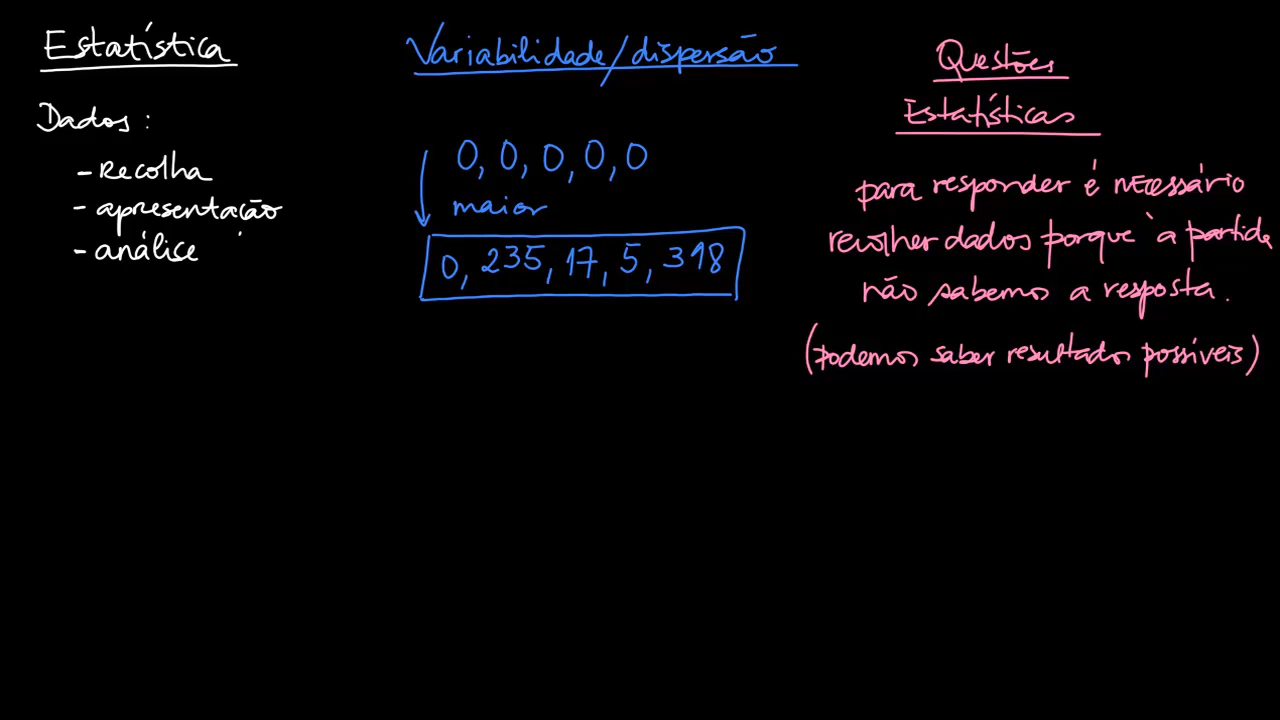 Estatística
Dados:
- Recolha
- apresentação
- análise
Variabilidade/dispersão
0, 0, 0, 0, 0
maior
0, 235, 17, 5, 318
Questões
Estatísticas
para responder é necessário
recolher dados porque à partida
não sabemos a resposta.
(podemos saber resultados possíveis)